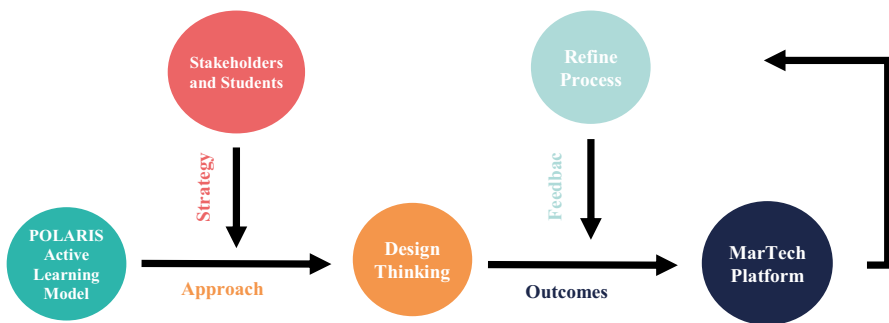 Stakeholders
and Students
Refine
Process
Strategy
Feedbac
POLARIS
Active
Learning
Model
Approach
Design
Thinking
Outcomes
MarTech
Platform